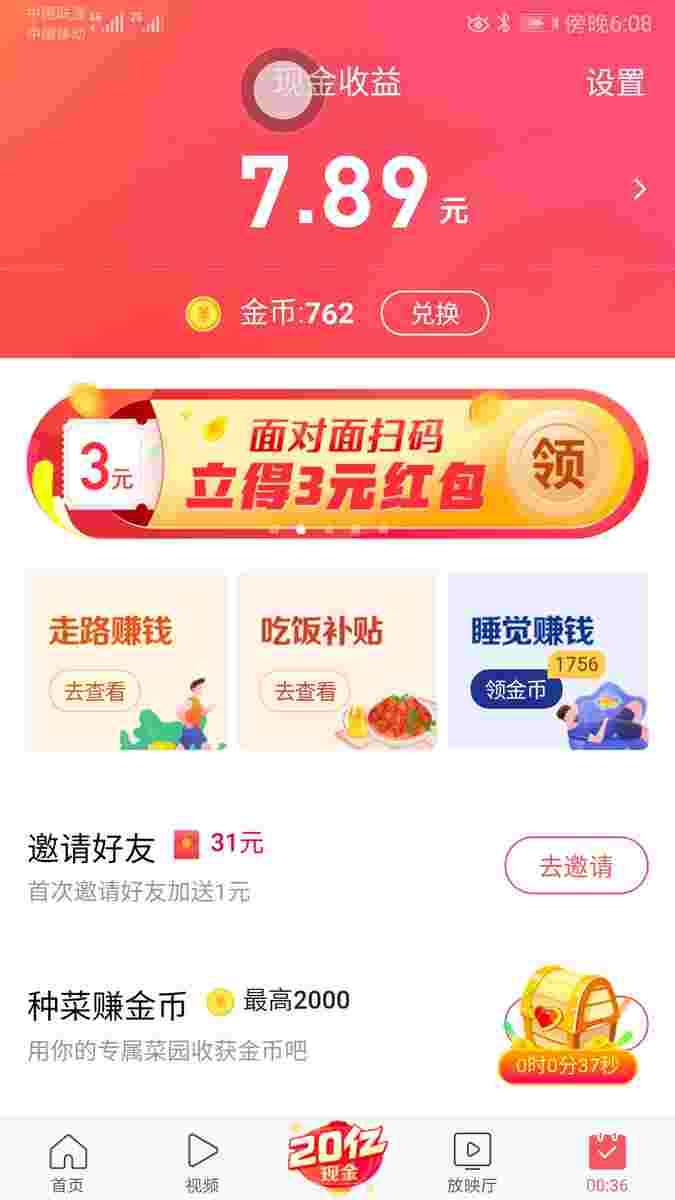 中国联通 46 26 傍晚6:08
中国移动
现金收益 设置
7.89元
金币:762 兑换
3元 面对面扫码
立得3元红包 领
走路赚钱 吃饭补贴 睡觉赚钱
1756
去查看 去查看 领金币
邀请好友 31元
去邀请
首次邀请好友加送1元
种菜赚金币 最高2000
用你的专属菜园收获金币吧
0时0分37秒
20亿
现金
首页 视频 放映厅 00:36